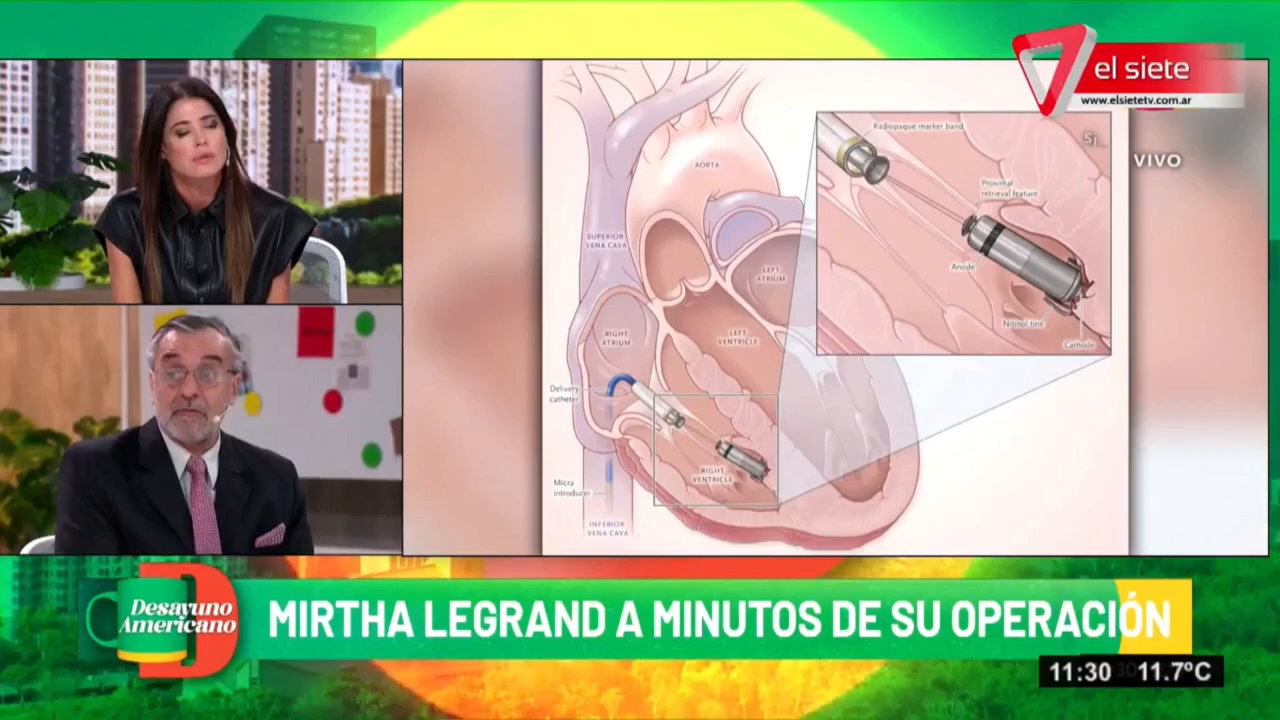 el siete
www.elsietetv.com.ar
VIVO
AORTA
SUPERIOR
VENA CAVA
LEFT
ATRIUM
RIGHT
ATRIUM
LEFT
VENTRICLE
Delivery
catheter
RIGHT
VENTRICLE
Micra
introducer
INFERIOR
VENA CAVA
Radiopaque marker band
Proximal
retrieval feature
Anode
Nitinol tine
Cathode
Desayuno
Americano
D
MIRTHA LEGRAND A MINUTOS DE SU OPERACIÓN
11:30 11.7ºC